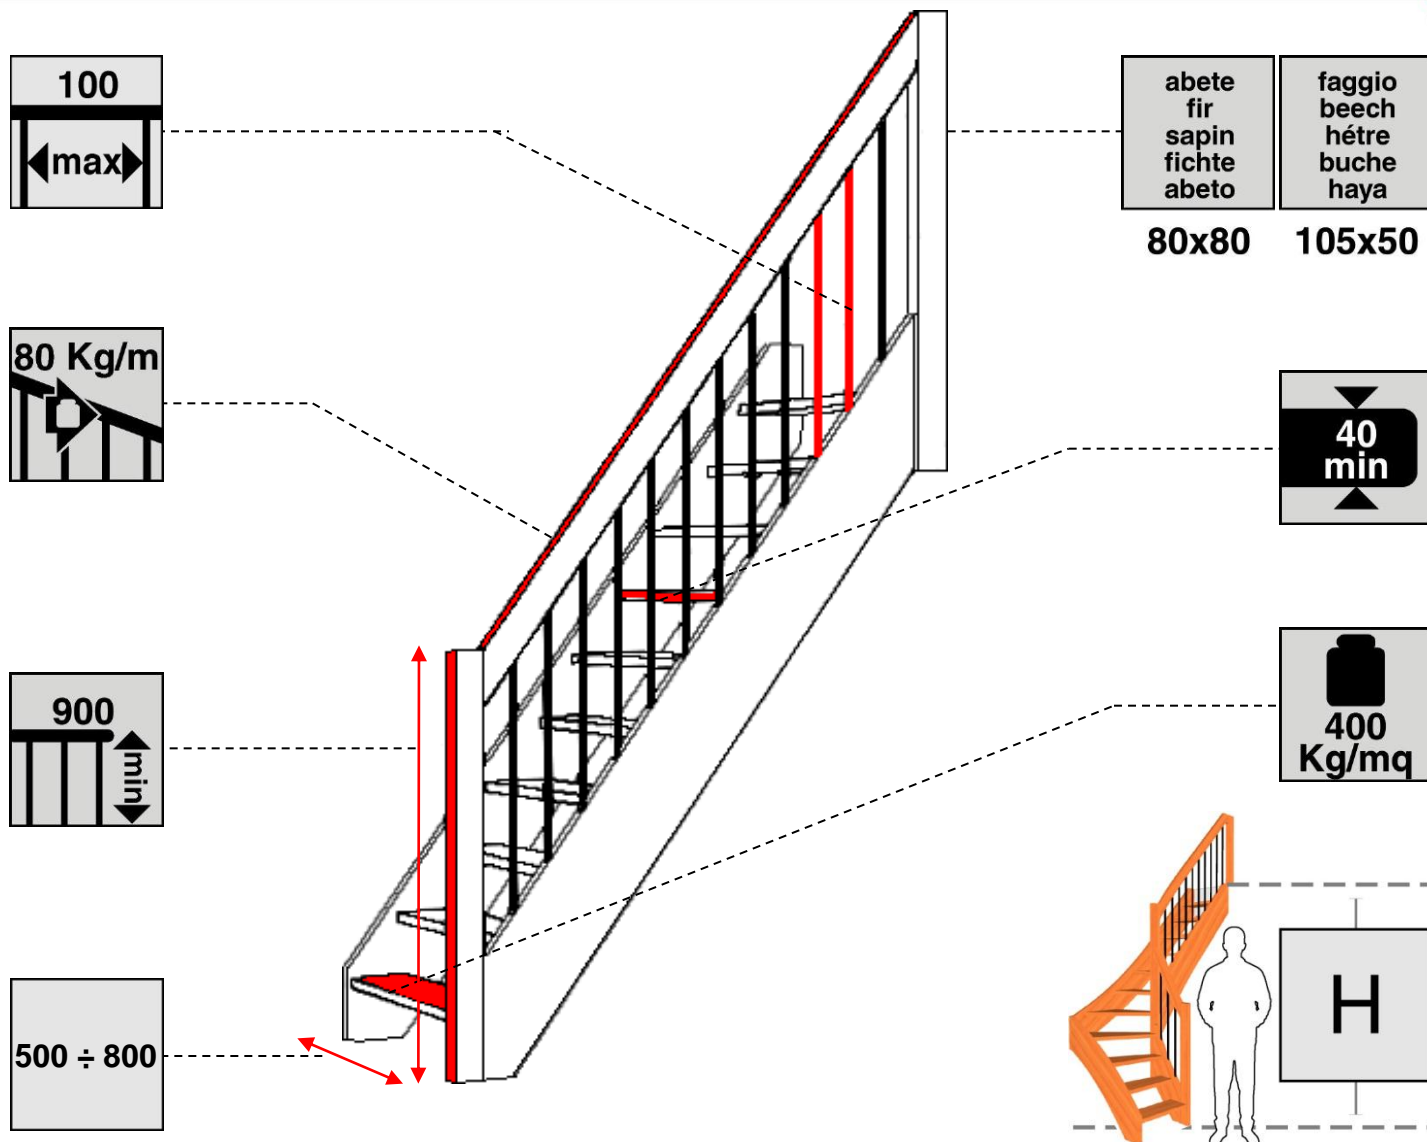 100
max
80 Kg/m
900
min
500 ÷ 800
abete
fir
sapin
fichte
abeto
80x80
faggio
beech
hétre
buche
haya
105x50
40
min
400
Kg/mq
H